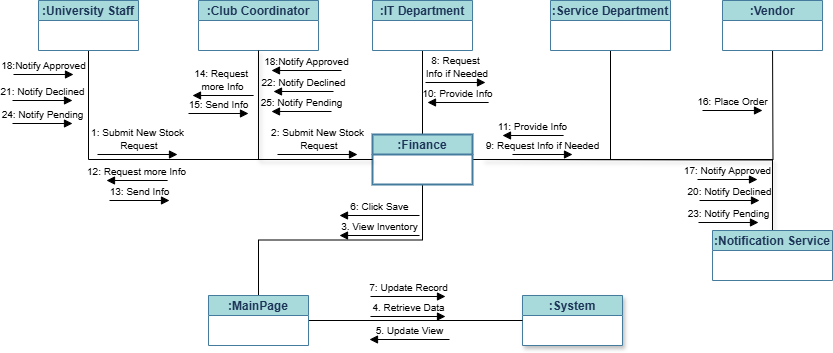 :University Staff
:Club Coordinator
:IT Department
:Service Department
:Vendor
18:Notify Approved
21: Notify Declined
24: Notify Pending
14: Request
more Info
15: Send Info
18:Notify Approved
22: Notify Declined
25: Notify Pending
8: Request
Info if Needed
10: Provide Info
16: Place Order
1: Submit New Stock
Request
2: Submit New Stock
Request
:Finance
11: Provide Info
9: Request Info if Needed
12: Request more Info
13: Send Info
17: Notify Approved
20: Notify Declined
23: Notify Pending
6: Click Save
3. View Inventory
:Notification Service
:MainPage
7: Update Record
4. Retrieve Data
5. Update View
:System